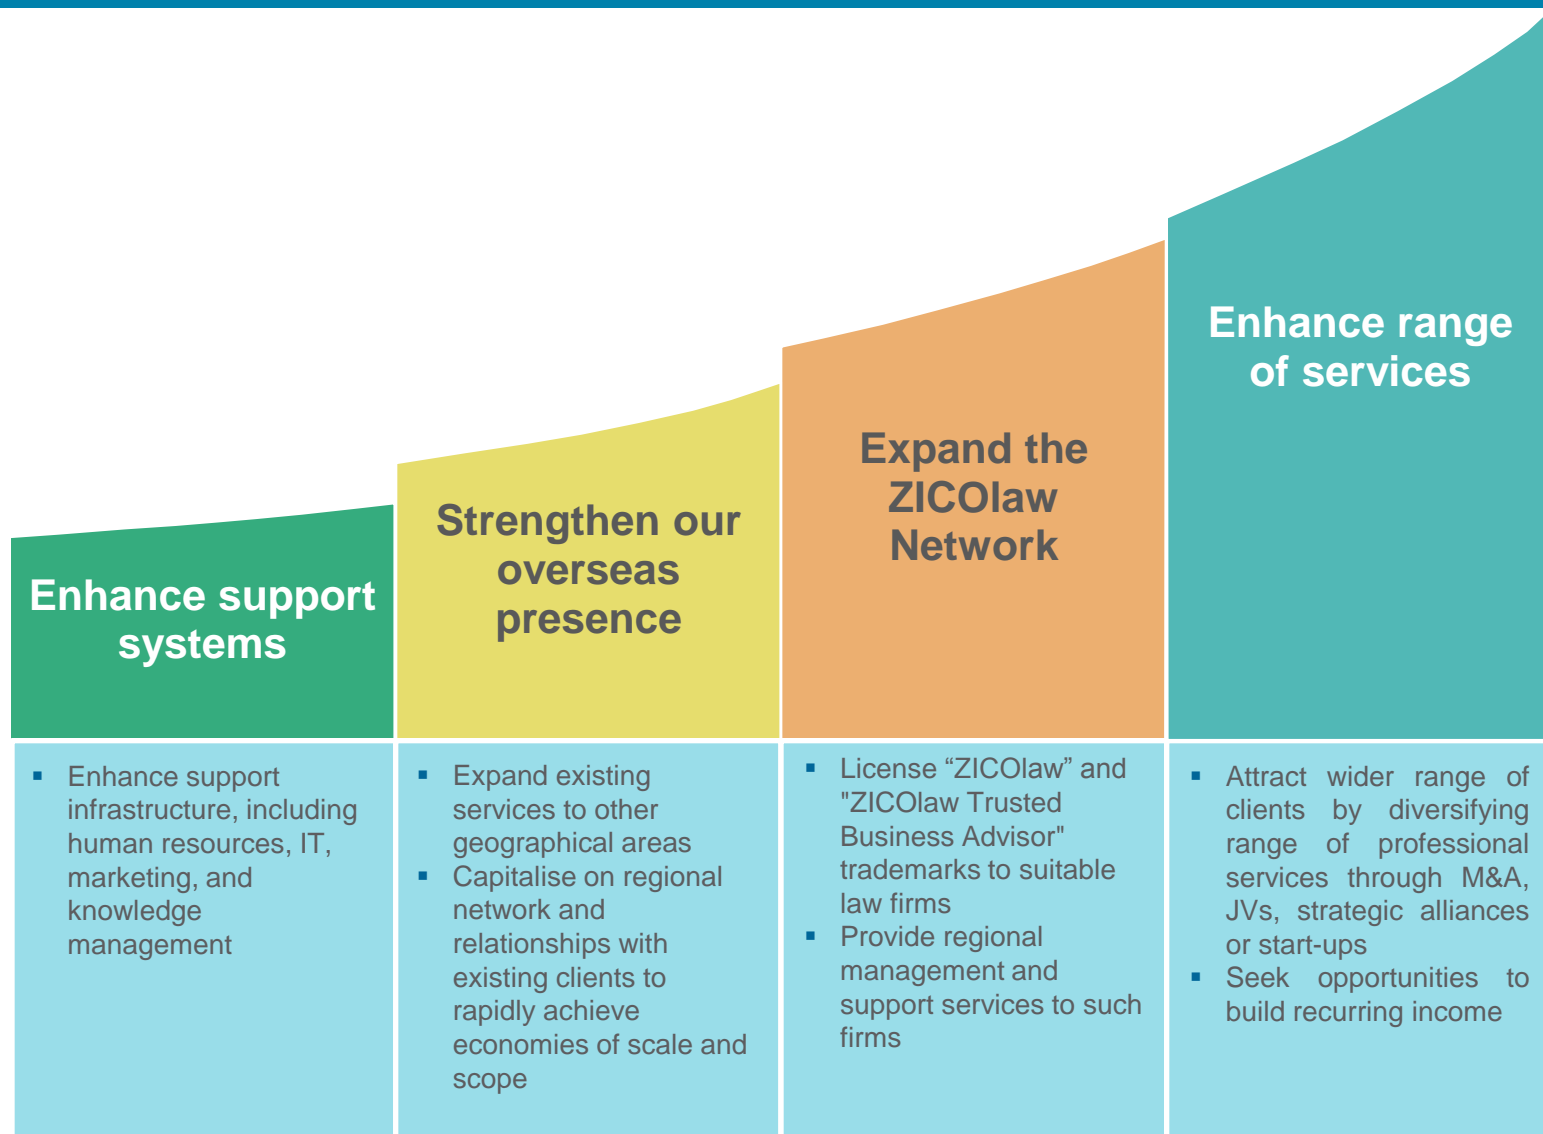 Enhance support
systems
Strengthen our
overseas
presence
Expand the
ZICOlaw
Network
Enhance range
of services
▪ Enhance support
infrastructure, including
human resources, IT,
marketing, and
knowledge
management
▪ Expand existing
services to other
geographical areas
▪ Capitalise on regional
network and
relationships with
existing clients to
rapidly achieve
economies of scale and
scope
▪ License “ZICOlaw” and
"ZICOlaw Trusted
Business Advisor"
trademarks to suitable
law firms
▪ Provide regional
management and
support services to such
firms
▪ Attract wider range of
clients by diversifying
range of professional
services through M&A,
JVs, strategic alliances
or start-ups
▪ Seek opportunities to
build recurring income